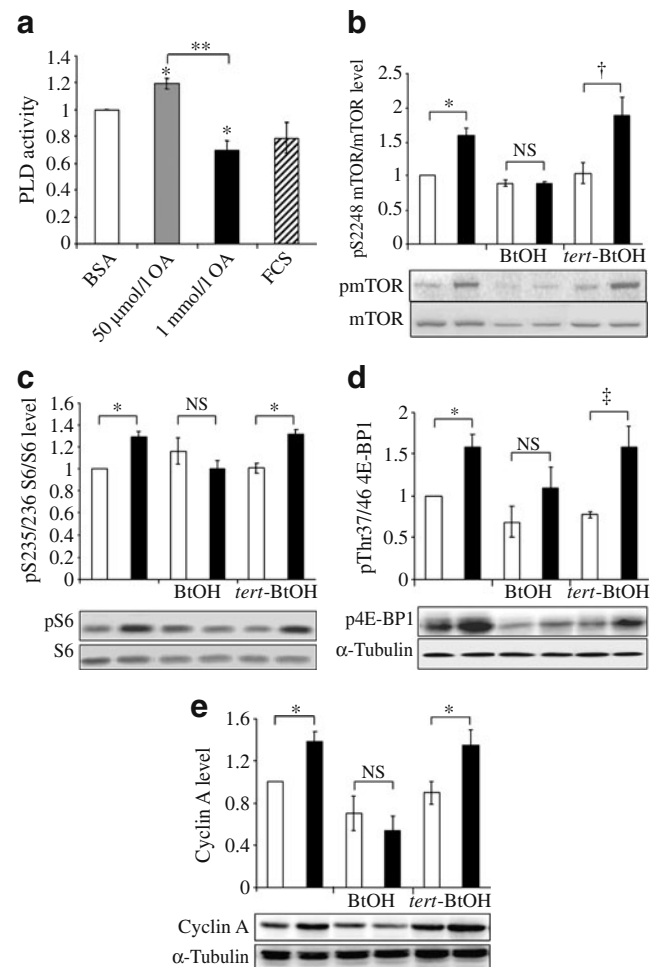 a
PLD activity
1.4
1.2
1
0.8
0.6
0.4
0.2
0
*
**
*
BSA
50 µmol/l OA
1 mmol/l OA
FCS
b
pS2248 mTOR/mTOR level
2.5
2
1.5
1
0.5
0
*
NS
†
BtOH
tert-BtOH
pmTOR
mTOR
c
pS235/236 S6/S6 level
1.6
1.4
1.2
1
0.8
0.6
0.4
0.2
0
*
NS
*
BtOH
tert-BtOH
pS6
S6
d
pThr37/46 4E-BP1
2
1.5
1
0.5
0
*
NS
‡
BtOH
tert-BtOH
p4E-BP1
α-Tubulin
e
Cyclin A level
1.6
1.2
0.8
0.4
0
*
NS
*
BtOH
tert-BtOH
Cyclin A
α-Tubulin